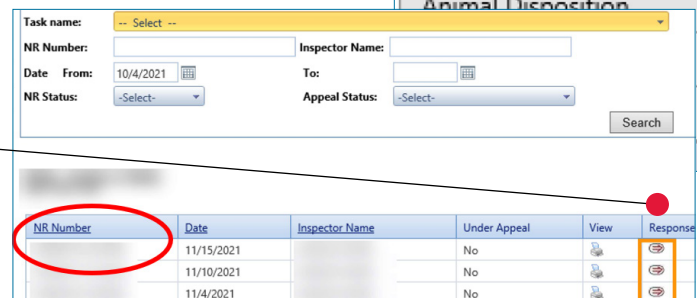 Animal Disposition
Task name: -- Select --
NR Number: Inspector Name:
Date From: 10/4/2021 To:
NR Status: -Select- Appeal Status: -Select-
Search
NR Number Date Inspector Name Under Appeal View Response
11/15/2021 No
11/10/2021 No
11/4/2021 No